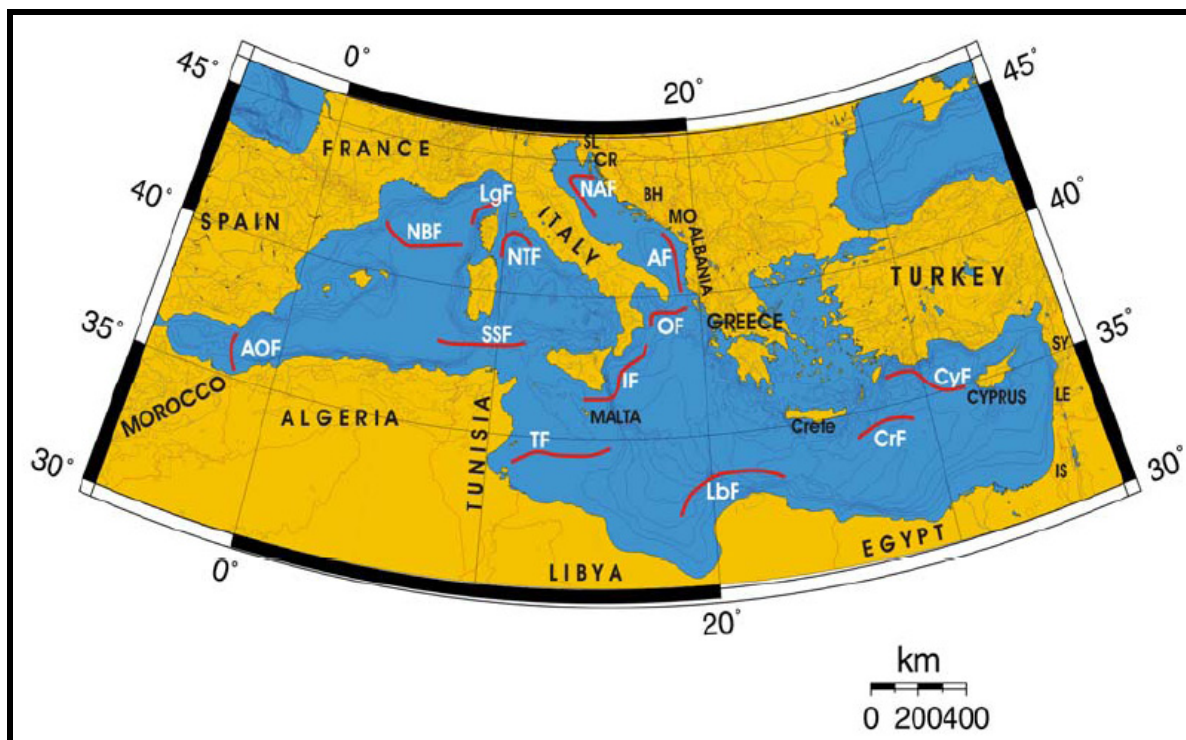 0°
20°
45°
45°
FRANCE
SL
CR
LgF
NAF
BH
40°
40°
SPAIN
NBF
ITALY
MO
ALBANIA
NTF
AF
TURKEY
OF
GREECE
35°
35°
AOF
SSF
IF
CyF
SY
MOROCCO
ALGERIA
TUNISIA
MALTA
Crete
CYPRUS
LE
TF
CrF
30°
30°
LbF
IS
EGYPT
LIBYA
0°
20°
km
0 200400